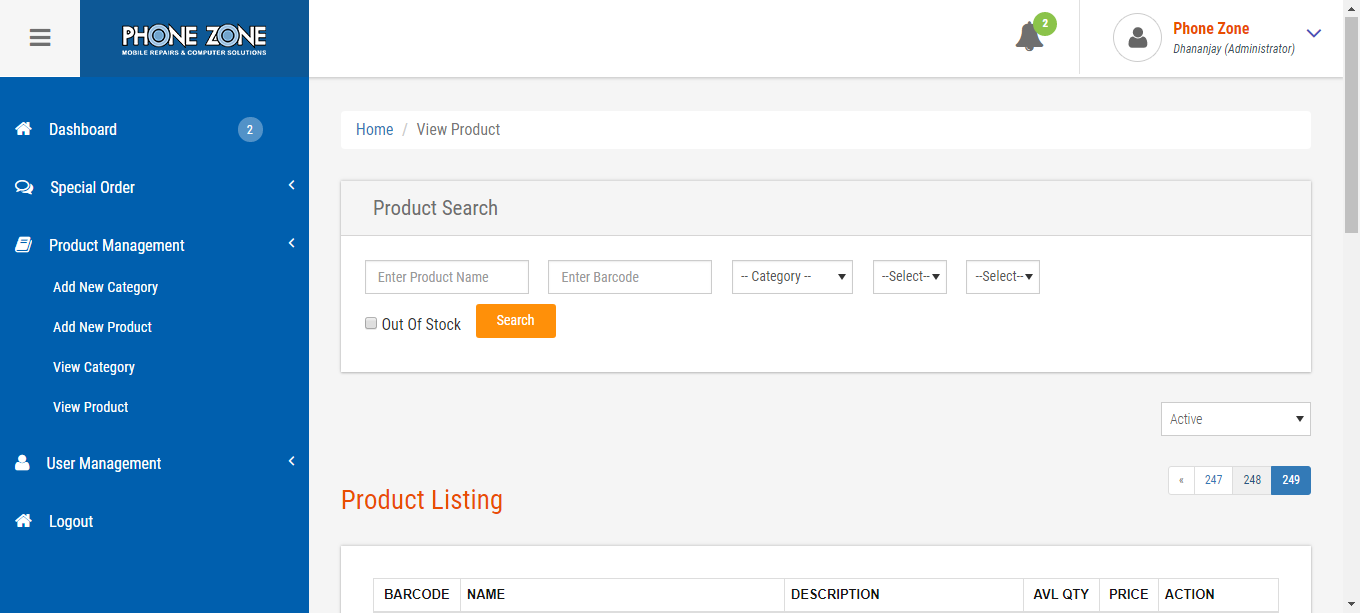 PHONE ZONE
MOBILE REPAIRS & COMPUTER SOLUTIONS
2
Phone Zone
Dhananjay (Administrator)
Dashboard 2
Special Order
Product Management
Add New Category
Add New Product
View Category
View Product
User Management
Logout
Home / View Product
Product Search
Enter Product Name Enter Barcode -- Category -- --Select-- --Select--
Out Of Stock Search
Active
« 247 248 249
Product Listing
BARCODE NAME DESCRIPTION AVL QTY PRICE ACTION